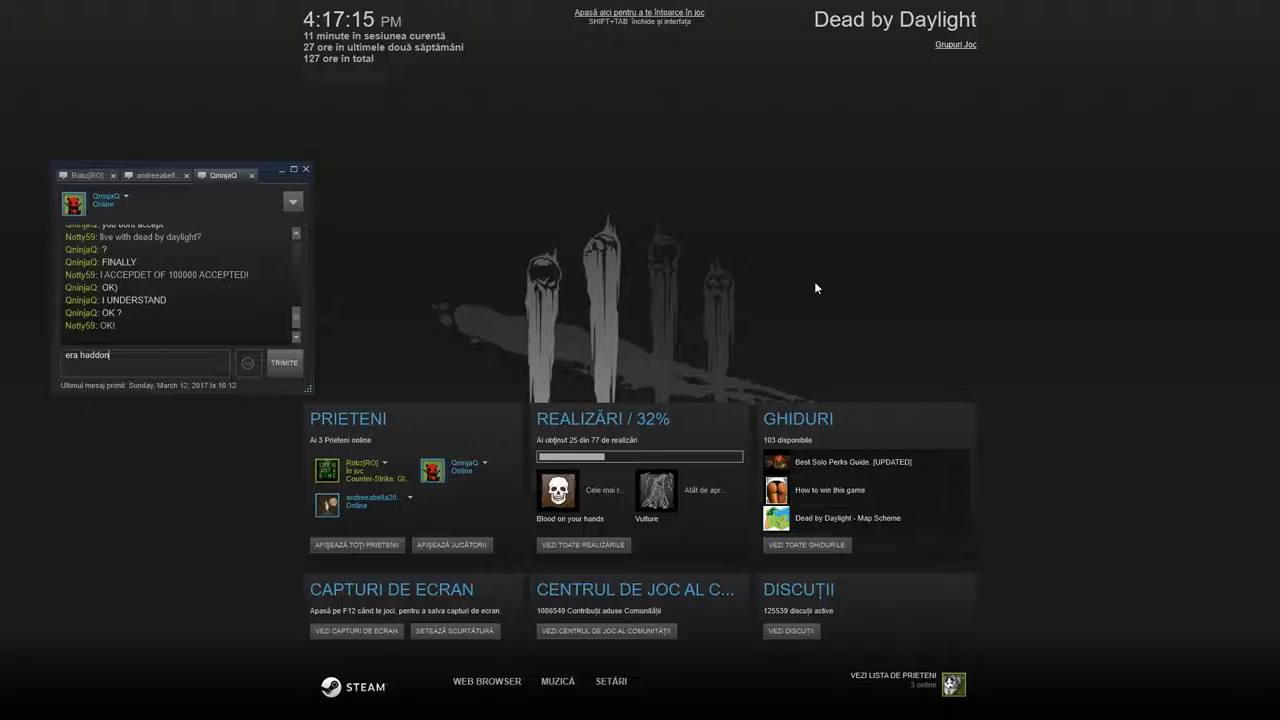 4:17:15 PM
11 minute în sesiunea curentă
27 ore în ultimele două săptămâni
127 ore în total
Apasă aici pentru a te întoarce în joc
SHIFT+TAB închide și interfața
Dead by Daylight
Grupuri Joc
Robz[RO]
andreeabell...
QninjaQ
QninjaQ
Online
QninjaQ: you dont accept
Notty59: live with dead by daylight?
QninjaQ: ?
QninjaQ: FINALLY
Notty59: I ACCEPDET OF 100000 ACCEPTED!
QninjaQ: OK)
QninjaQ: I UNDERSTAND
QninjaQ: OK ?
Notty59: OK!
era haddon
TRIMITE
Ultimul mesaj primit: Sunday, March 12, 2017 la 16:12
PRIETENI
Ai 3 Prieteni online
Robz[RO]
În joc
Counter-Strike: Gl...
QninjaQ
Online
andreeabella20...
Online
AFIȘEAZĂ TOȚI PRIETENII
AFIȘEAZĂ JUCĂTORII
REALIZĂRI / 32%
Ai obținut 25 din 77 de realizări
Cele mai r...
Atât de apr...
Blood on your hands
Vulture
VEZI TOATE REALIZĂRILE
GHIDURI
103 disponibile
Best Solo Perks Guide. [UPDATED]
How to win this game
Dead by Daylight - Map Scheme
VEZI TOATE GHIDURILE
CAPTURI DE ECRAN
Apasă pe F12 când te joci, pentru a salva capturi de ecran.
VEZI CAPTURI DE ECRAN
SETEAZĂ SCURTĂTURĂ
CENTRUL DE JOC AL C...
1086549 Contribuții aduse Comunității
VEZI CENTRUL DE JOC AL COMUNITĂȚII
DISCUȚII
125539 discuții active
VEZI DISCUȚII
STEAM
WEB BROWSER
MUZICĂ
SETĂRI
VEZI LISTA DE PRIETENI
3 online